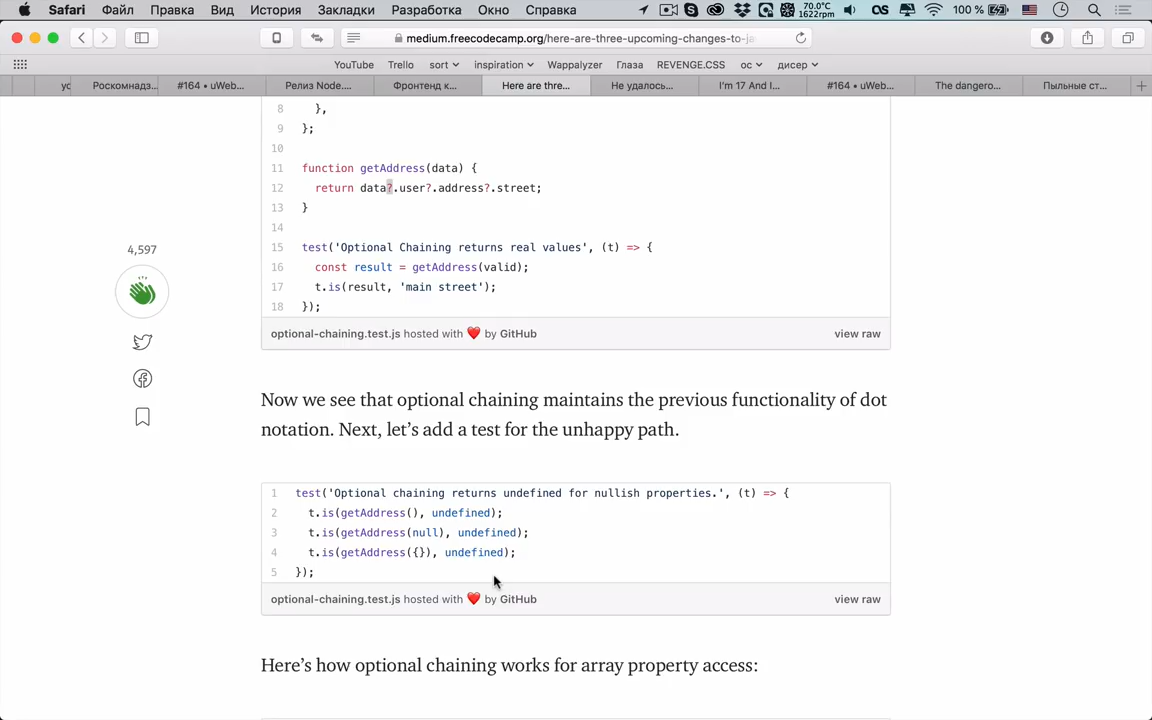 Safari Файл Правка Вид История Закладки Разработка Окно Справка 70.0°C 1622rpm 100 %
medium.freecodecamp.org/here-are-three-upcoming-changes-to-ja
YouTube Trello sort inspiration Wappalyzer Глаза REVENGE.CSS ос дисер
ус Роскомнадз... #164 • uWeb... Релиз Node.... Фронтенд к... Here are thre... Не удалось... I'm 17 And I... #164 • uWeb... The dangero... Пыльные ст...
8 },
9 };
10
11 function getAddress(data) {
12 return data?.user?.address?.street;
13 }
14
15 test('Optional Chaining returns real values', (t) => {
16 const result = getAddress(valid);
17 t.is(result, 'main street');
18 });
optional-chaining.test.js hosted with ❤ by GitHub view raw
4,597
Now we see that optional chaining maintains the previous functionality of dot
notation. Next, let’s add a test for the unhappy path.
1 test('Optional chaining returns undefined for nullish properties.', (t) => {
2 t.is(getAddress(), undefined);
3 t.is(getAddress(null), undefined);
4 t.is(getAddress({}), undefined);
5 });
optional-chaining.test.js hosted with ❤ by GitHub view raw
Here’s how optional chaining works for array property access: